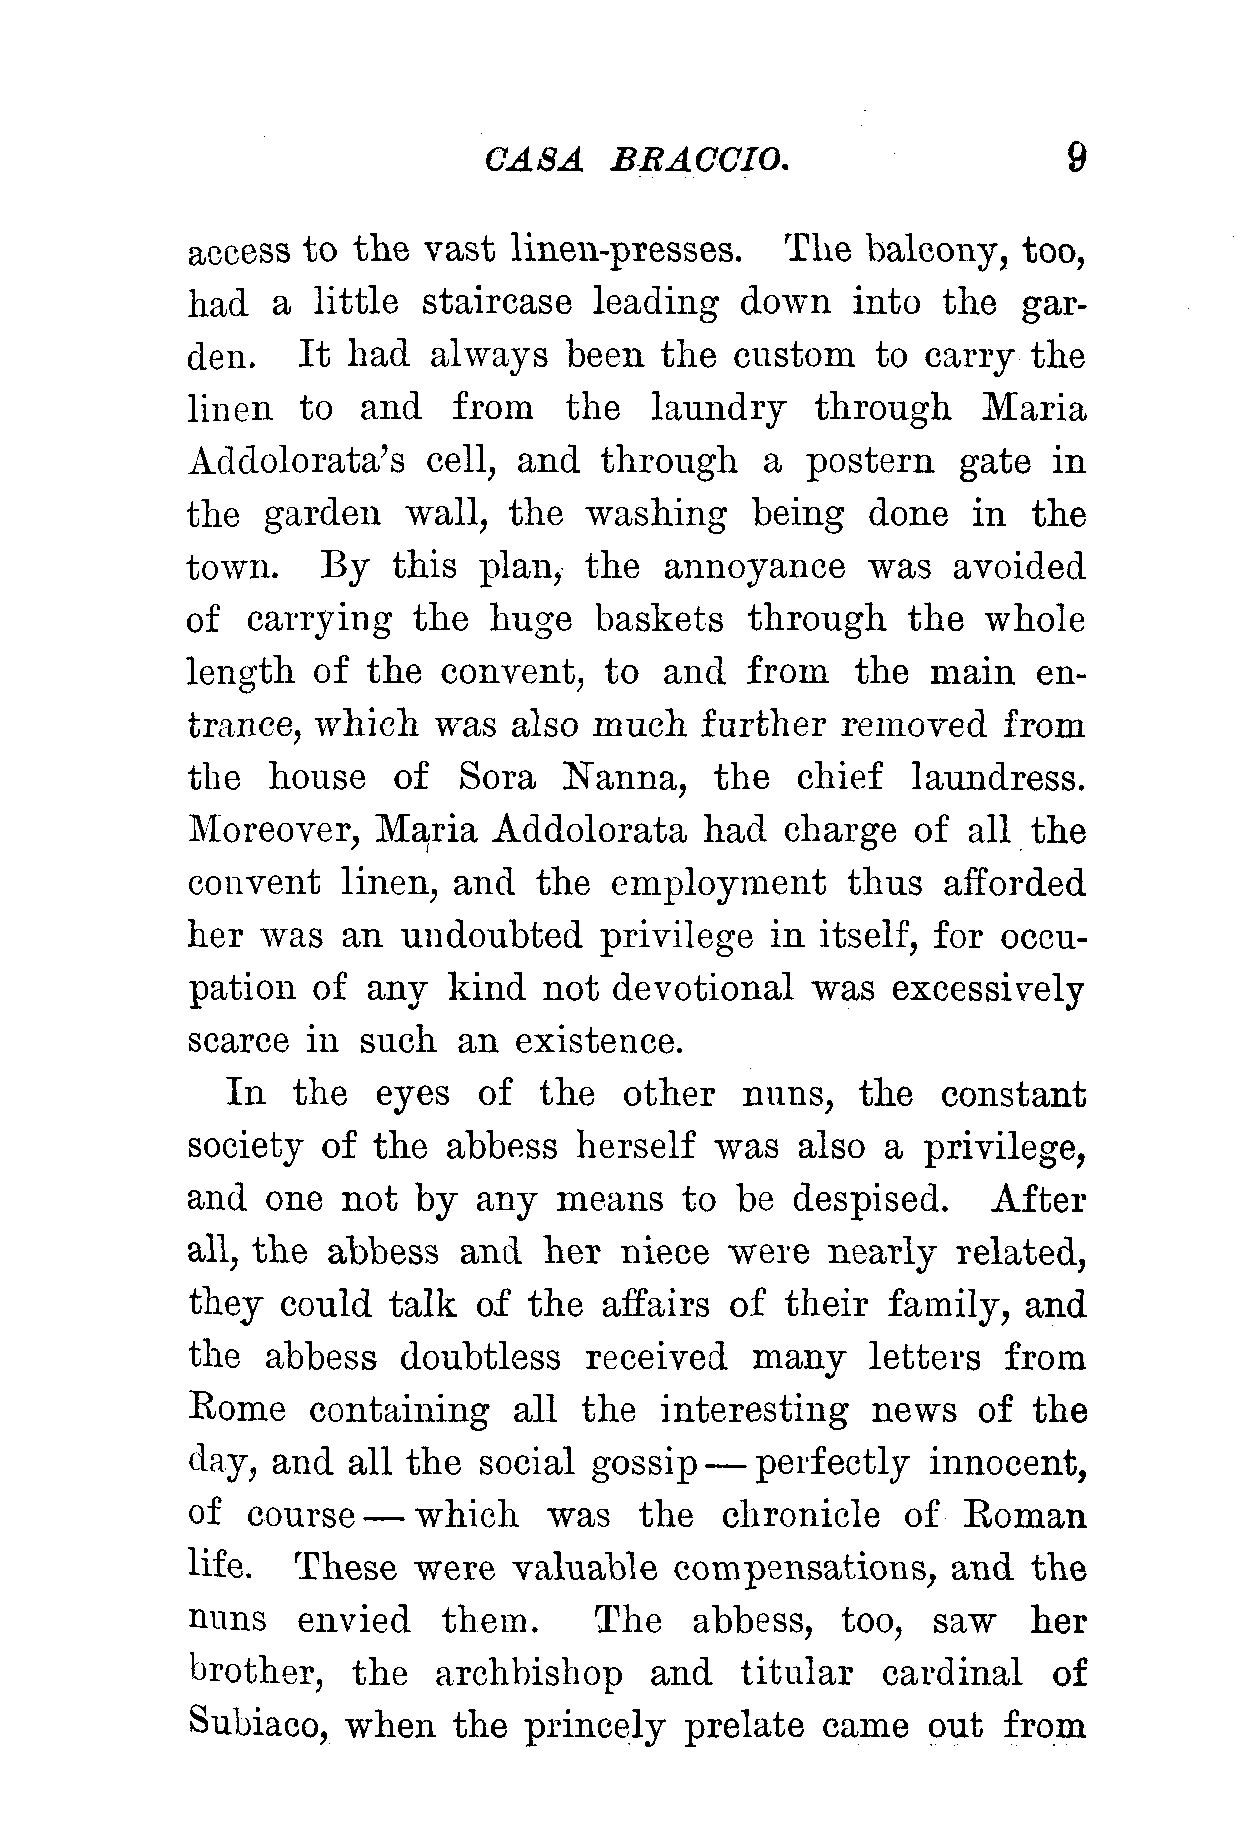 CASA BRACCIO. 9
access to the vast linen-presses. The balcony, too,
had a little staircase leading down into the gar-
den. It had always been the custom to carry the
linen to and from the laundry through Maria
Addolorata's cell, and through a postern gate in
the garden wall, the washing being done in the
town. By this plan, the annoyance was avoided
of carrying the huge baskets through the whole
length of the convent, to and from the main en-
trance, which was also much further removed from
the house of Sora Nanna, the chief laundress.
Moreover, Maria Addolorata had charge of all the
convent linen, and the employment thus afforded
her was an undoubted privilege in itself, for occu-
pation of any kind not devotional was excessively
scarce in such an existence.
In the eyes of the other nuns, the constant
society of the abbess herself was also a privilege,
and one not by any means to be despised. After
all, the abbess and her niece were nearly related,
they could talk of the affairs of their family, and
the abbess doubtless received many letters from
Rome containing all the interesting news of the
day, and all the social gossip — perfectly innocent,
of course — which was the chronicle of Roman
life. These were valuable compensations, and the
nuns envied them. The abbess, too, saw her
brother, the archbishop and titular cardinal of
Subiaco, when the princely prelate came out from